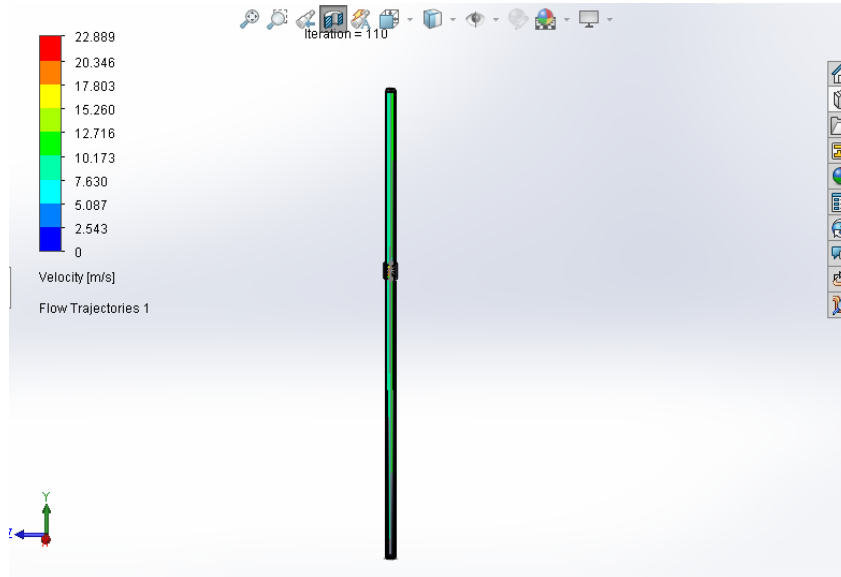 Iteration = 110
22.889
20.346
17.803
15.260
12.716
10.173
7.630
5.087
2.543
0
Velocity [m/s]
Flow Trajectories 1
Y
Z